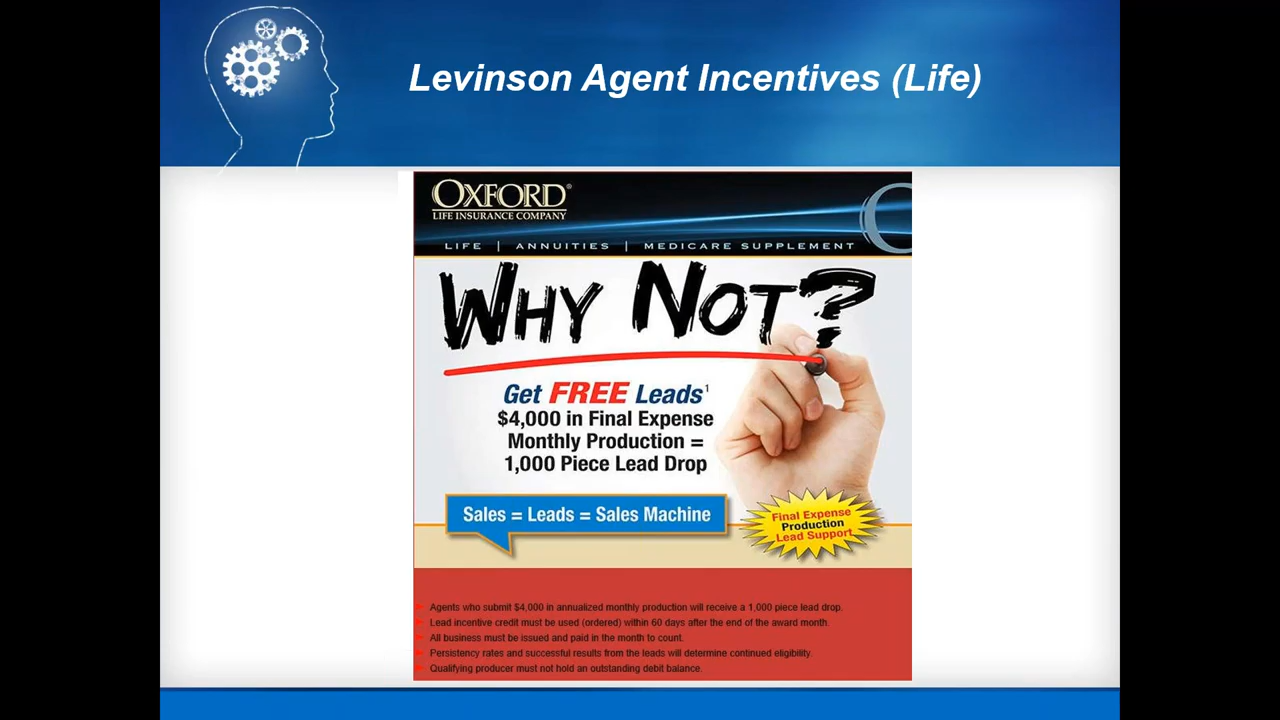 Levinson Agent Incentives (Life)
OXFORD®
LIFE INSURANCE COMPANY
LIFE | ANNUITIES | MEDICARE SUPPLEMENT
WHY NOT?
Get FREE Leads¹
$4,000 in Final Expense
Monthly Production =
1,000 Piece Lead Drop
Sales = Leads = Sales Machine
Final Expense
Production
Lead Support
Agents who submit $4,000 in annualized monthly production will receive a 1,000 piece lead drop.
Lead incentive credit must be used (ordered) within 60 days after the end of the award month.
All business must be issued and paid in the month to count.
Persistency rates and successful results from the leads will determine continued eligibility.
Qualifying producer must not hold an outstanding debit balance.